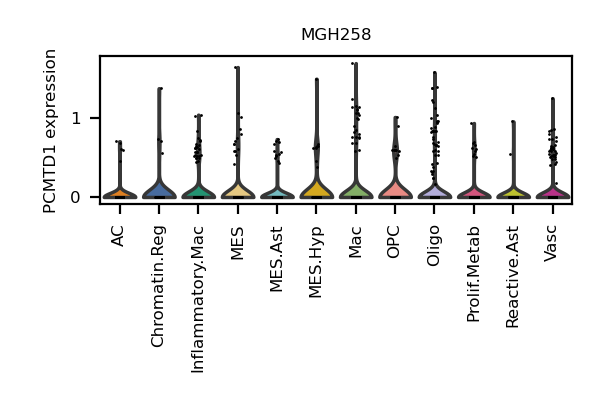 MGH258
PCMTD1 expression
1
0
AC
Chromatin.Reg
Inflammatory.Mac
MES
MES.Ast
MES.Hyp
Mac
OPC
Oligo
Prolif.Metab
Reactive.Ast
Vasc